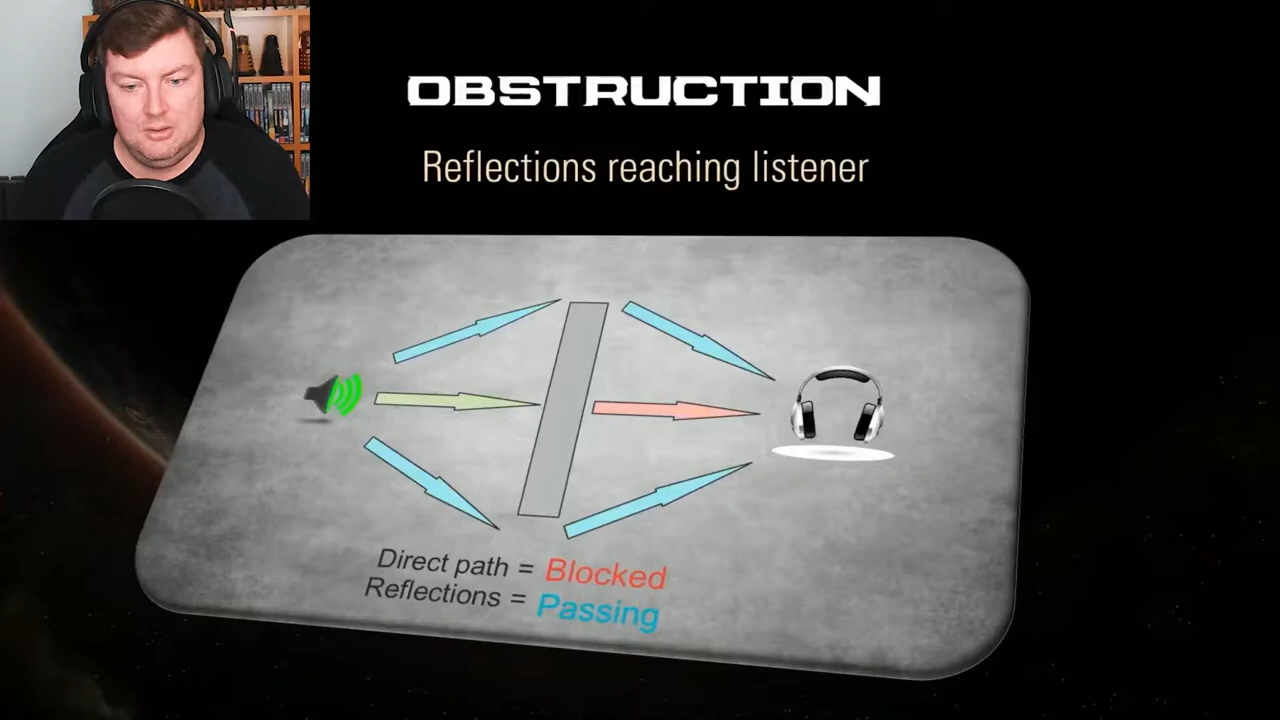 OBSTRUCTION
Reflections reaching listener
Direct path = Blocked
Reflections = Passing